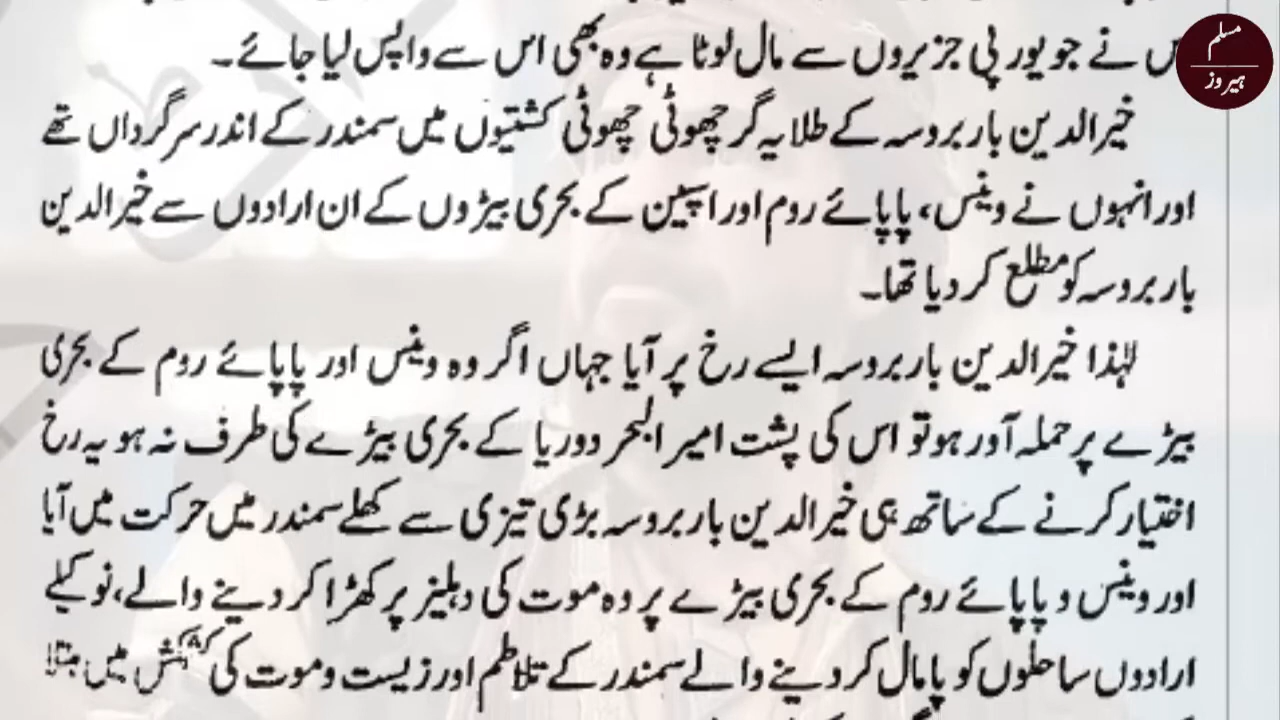 مسلم
ہیروز
س نے جو یورپی جزیروں سے مال لوٹا ہے وہ بھی اس سے واپس لیا جائے۔
خیرالدین باربروسہ کے طلایہ گر چھوٹی چھوٹی کشتیوں میں سمندر کے اندر سرگرداں تھے
اور انہوں نے وینس، پاپائے روم اور اسپین کے بحری بیڑوں کے ان ارادوں سے خیرالدین
باربروسہ کو مطلع کر دیا تھا۔
لہٰذا خیرالدین باربروسہ ایسے رخ پر آیا جہاں اگر وہ وینس اور پاپائے روم کے بحری
بیڑے پر حملہ آور ہو تو اس کی پشت امیر البحر دوریا کے بحری بیڑے کی طرف نہ ہو یہ رخ
اختیار کرنے کے ساتھ ہی خیرالدین باربروسہ بڑی تیزی سے کھلے سمندر میں حرکت میں آیا
اور وینس و پاپائے روم کے بحری بیڑے پر وہ موت کی دہلیز پر کھڑا کر دینے والے، نوکیلے
ارادوں ساحلوں کو پامال کر دینے والے سمندر کے تلاطم اور زیست و موت کی کشمکش میں مبتلا